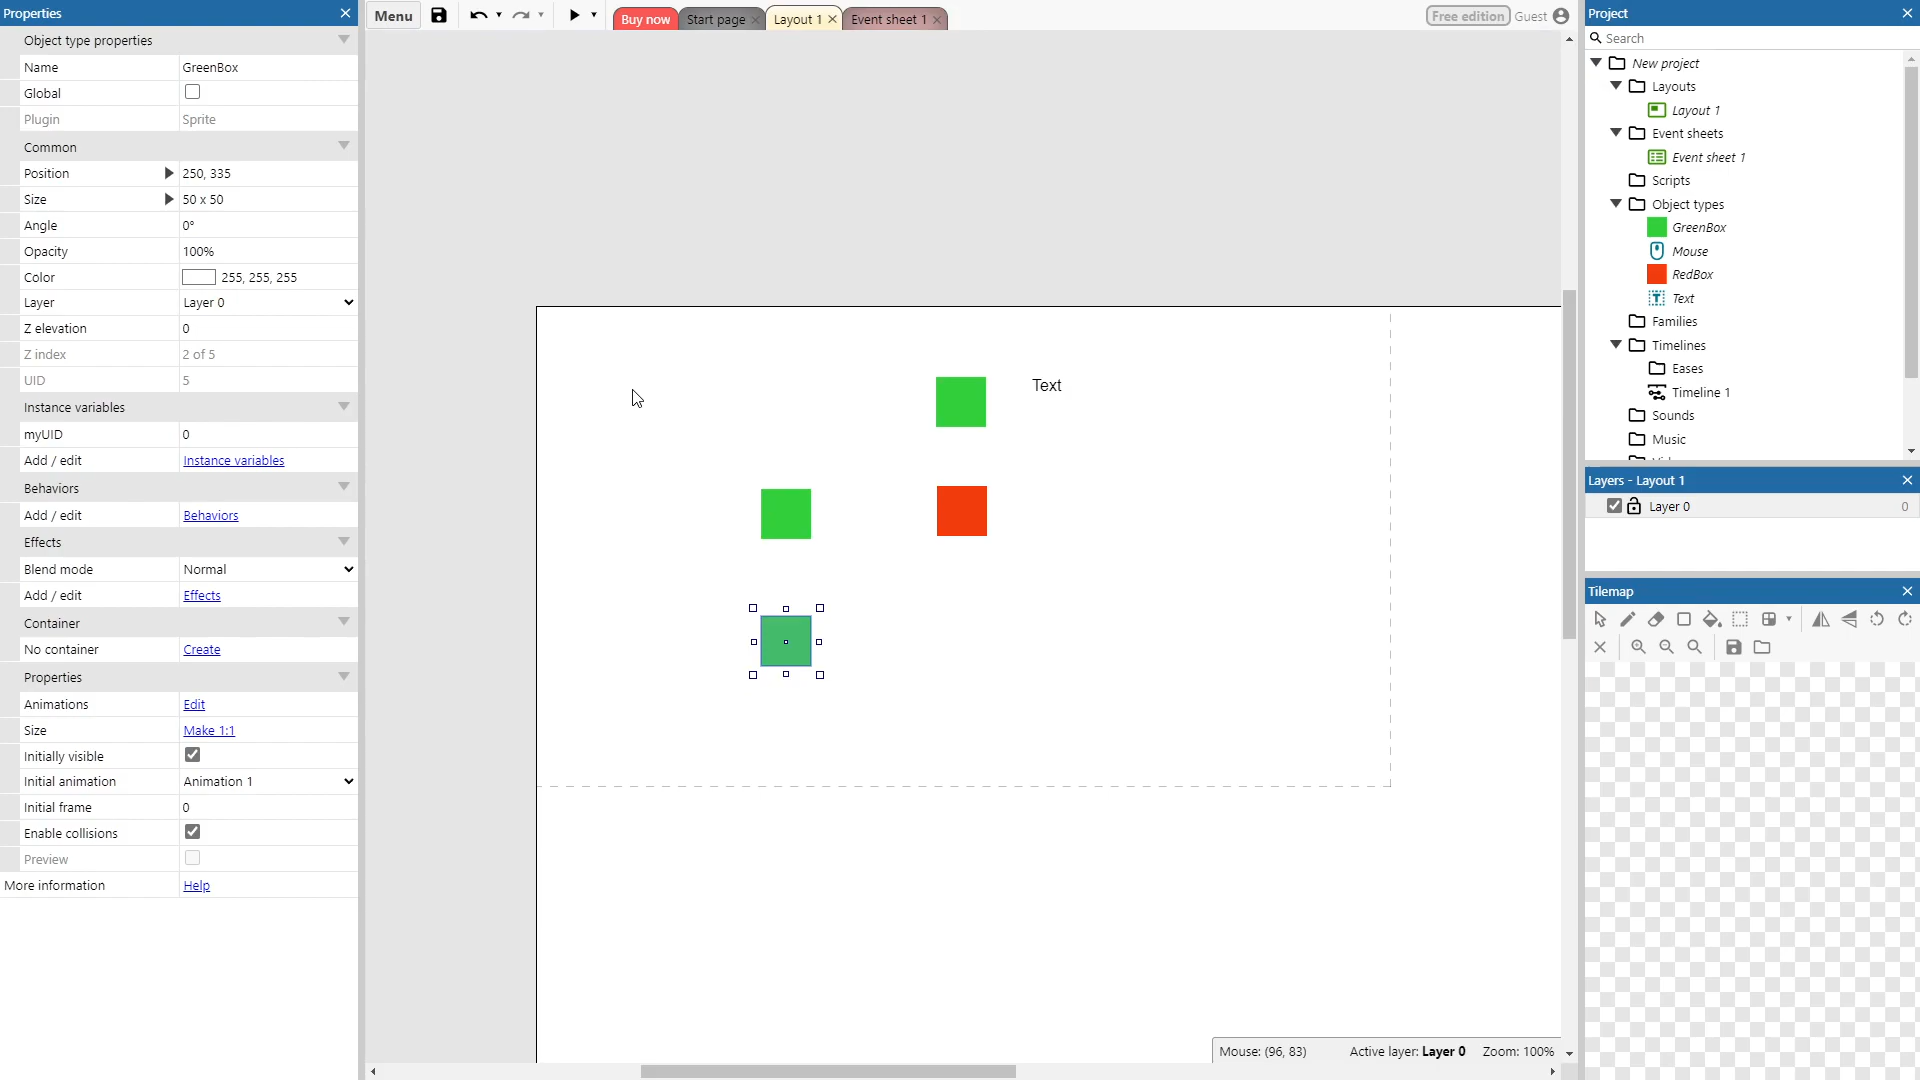 Properties
Object type properties
Name GreenBox
Global
Plugin Sprite
Common
Position 250, 335
Size 50 x 50
Angle 0°
Opacity 100%
Color 255, 255, 255
Layer Layer 0
Z elevation 0
Z index 2 of 5
UID 5
Instance variables
myUID 0
Add / edit Instance variables
Behaviors
Add / edit Behaviors
Effects
Blend mode Normal
Add / edit Effects
Container
No container Create
Properties
Animations Edit
Size Make 1:1
Initially visible
Initial animation Animation 1
Initial frame 0
Enable collisions
Preview
More information Help
Menu
Buy now Start page Layout 1 Event sheet 1
Free edition Guest
Text
Mouse: (96, 83) Active layer: Layer 0 Zoom: 100%
Project
Search
New project
Layouts
Layout 1
Event sheets
Event sheet 1
Scripts
Object types
GreenBox
Mouse
RedBox
Text
Families
Timelines
Eases
Timeline 1
Sounds
Music
Layers - Layout 1
Layer 0 0
Tilemap